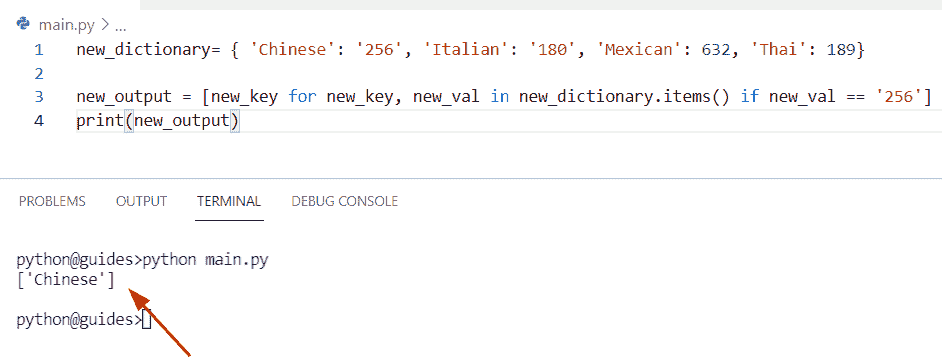 main.py > ...
1 new_dictionary= { 'Chinese': '256', 'Italian': '180', 'Mexican': 632, 'Thai': 189}
2
3 new_output = [new_key for new_key, new_val in new_dictionary.items() if new_val == '256']
4 print(new_output)
PROBLEMS OUTPUT TERMINAL DEBUG CONSOLE
python@guides>python main.py
['Chinese']
python@guides>